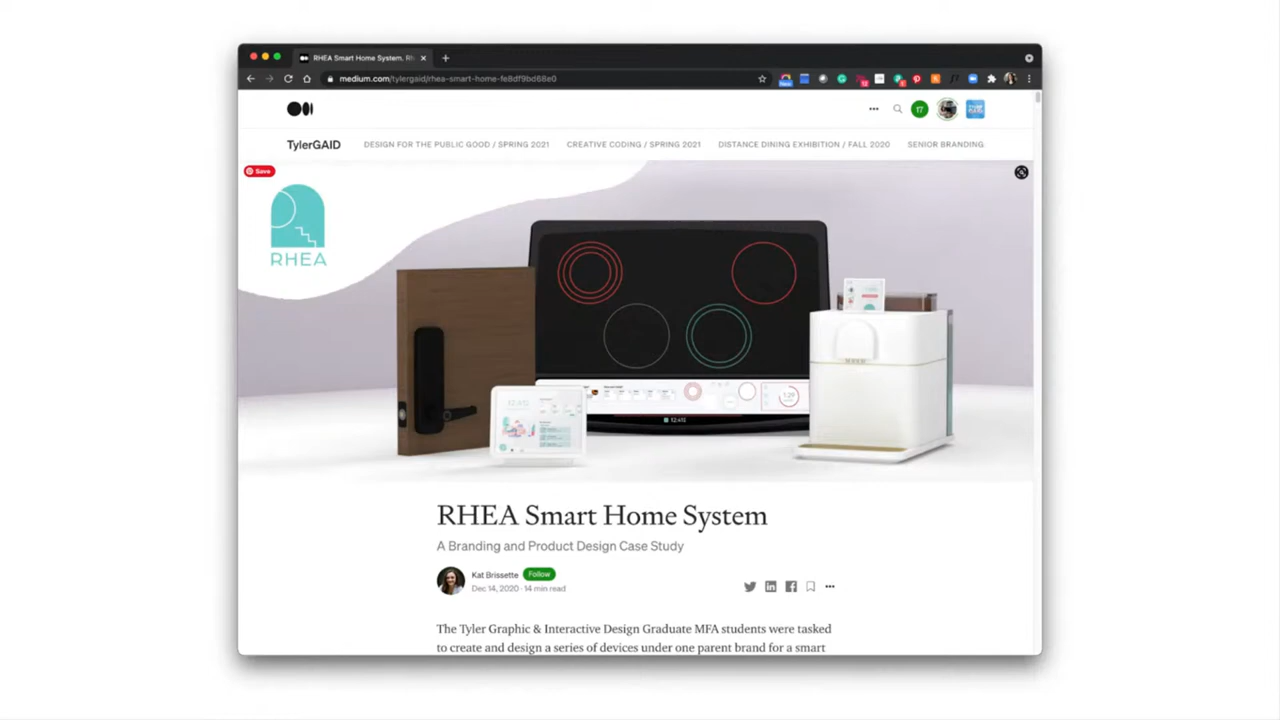 RHEA Smart Home System. RH
medium.com/tylergaid/rhea-smart-home-fe8df9bd68e0
17
TylerGAID
DESIGN FOR THE PUBLIC GOOD / SPRING 2021
CREATIVE CODING / SPRING 2021
DISTANCE DINING EXHIBITION / FALL 2020
SENIOR BRANDING
Save
RHEA
RHEA Smart Home System
A Branding and Product Design Case Study
Kat Brissette Follow
Dec 14, 2020 · 14 min read
The Tyler Graphic & Interactive Design Graduate MFA students were tasked
to create and design a series of devices under one parent brand for a smart